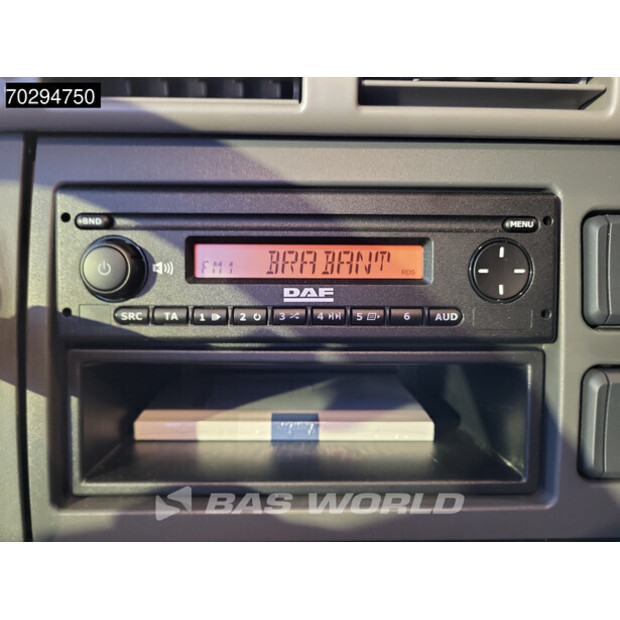 70294750
BND
MENU
FM1 BRABANT RDS
DAF
SRC TA 1 2 3 4 5 6 AUD
BAS WORLD